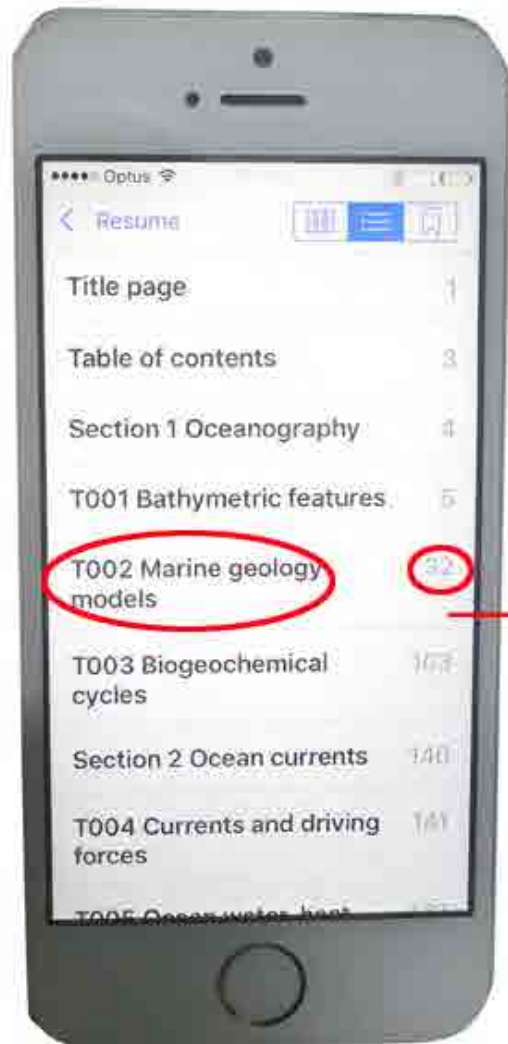 Optus
Resume
Title page 1
Table of contents 3
Section 1 Oceanography 4
T001 Bathymetric features 5
T002 Marine geology 32
models
T003 Biogeochemical 103
cycles
Section 2 Ocean currents 140
T004 Currents and driving 141
forces